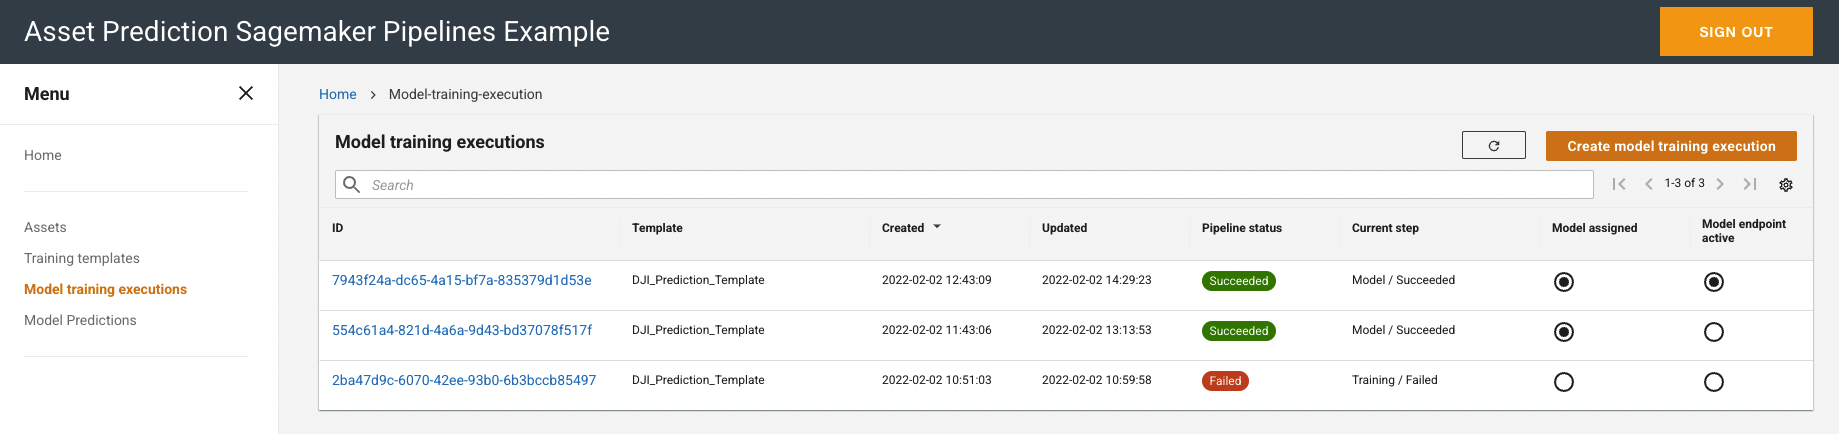 Asset Prediction Sagemaker Pipelines Example
SIGN OUT
Menu
Home
Assets
Training templates
Model training executions
Model Predictions
Home > Model-training-execution
Model training executions
Create model training execution
Search
1-3 of 3
ID Template Created Updated Pipeline status Current step Model assigned Model endpoint active
7943f24a-dc65-4a15-bf7a-835379d1d53e DJI_Prediction_Template 2022-02-02 12:43:09 2022-02-02 14:29:23 Succeeded Model / Succeeded
554c61a4-821d-4a6a-9d43-bd37078f517f DJI_Prediction_Template 2022-02-02 11:43:06 2022-02-02 13:13:53 Succeeded Model / Succeeded
2ba47d9c-6070-42ee-93b0-6b3bccb85497 DJI_Prediction_Template 2022-02-02 10:51:03 2022-02-02 10:59:58 Failed Training / Failed